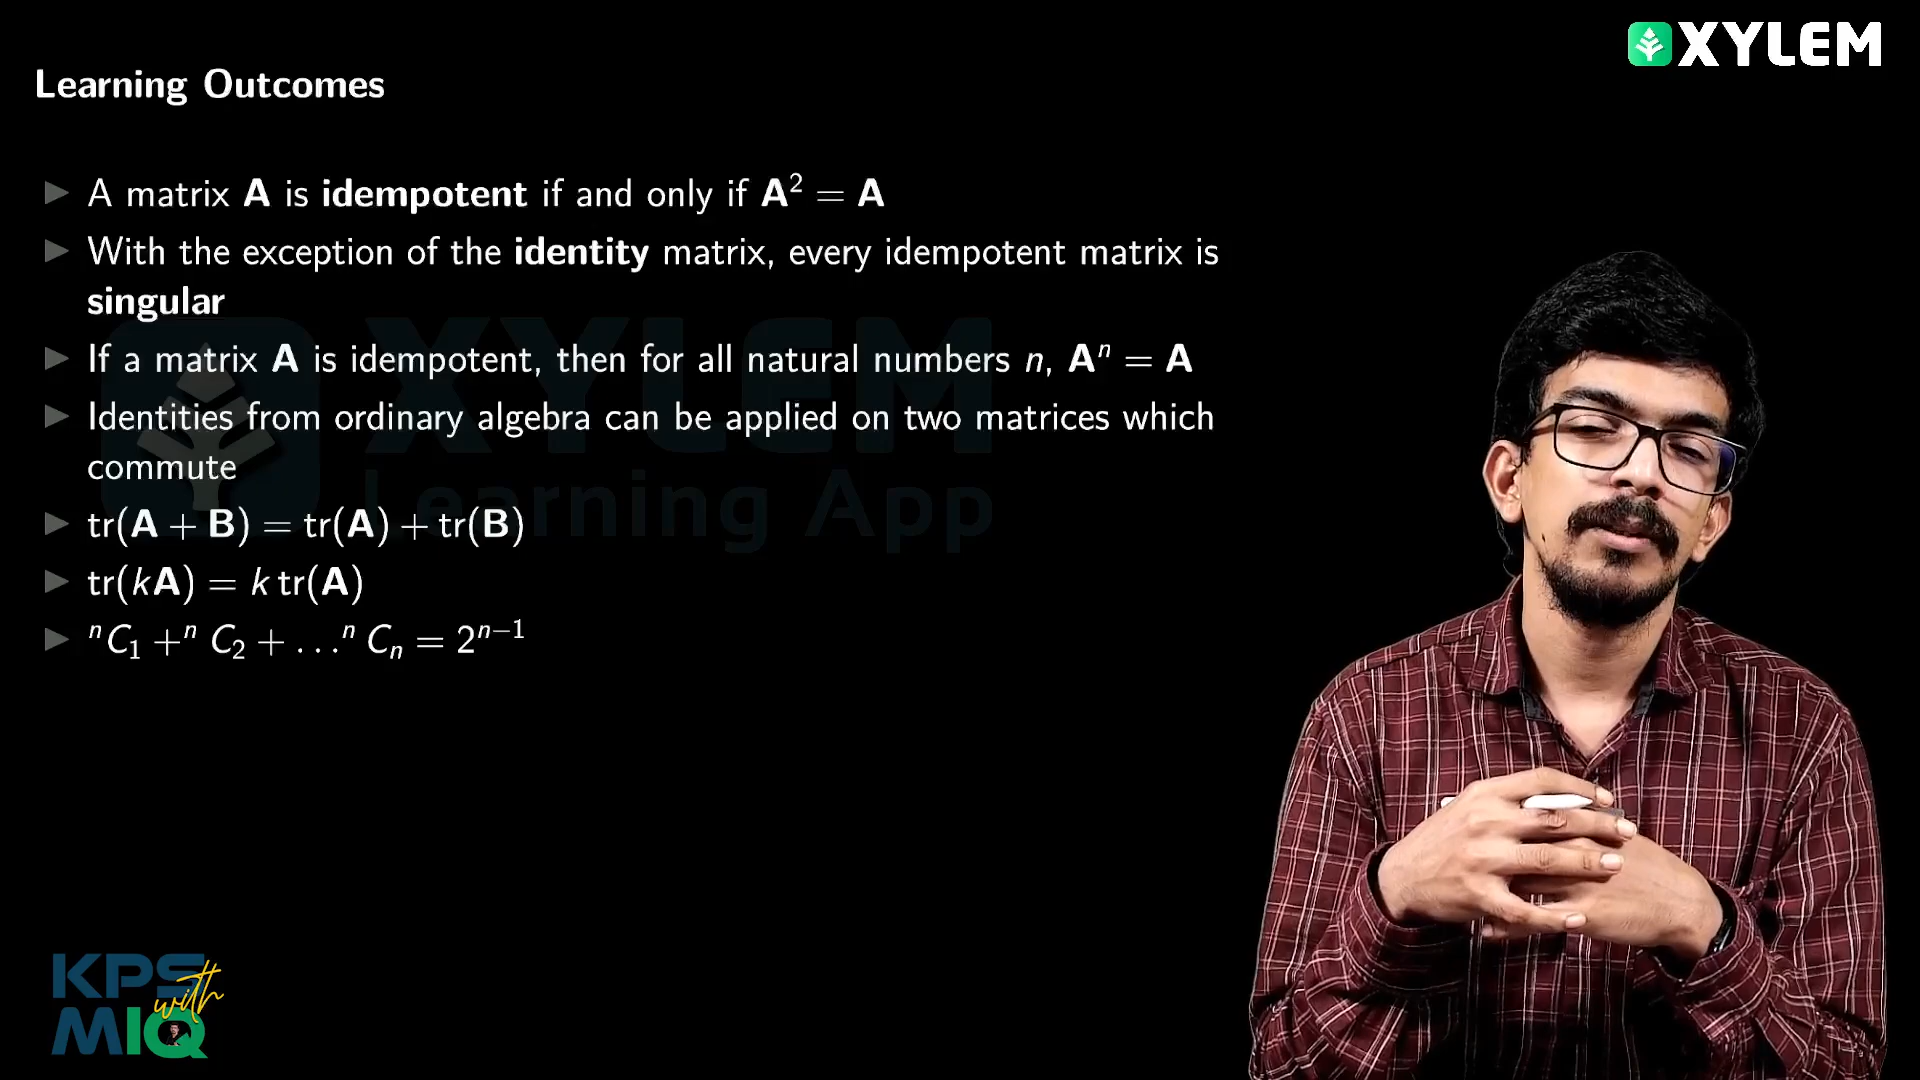 XYLEM
Learning Outcomes
▶ A matrix A is idempotent if and only if A² = A
▶ With the exception of the identity matrix, every idempotent matrix is
singular
▶ If a matrix A is idempotent, then for all natural numbers n, Aⁿ = A
▶ Identities from ordinary algebra can be applied on two matrices which
commute
▶ tr(A + B) = tr(A) + tr(B)
▶ tr(kA) = k tr(A)
▶ ⁿC₁ +ⁿ C₂ + …ⁿ Cₙ = 2ⁿ⁻¹
XYLEM
Learning App
KPS
with
MIQ